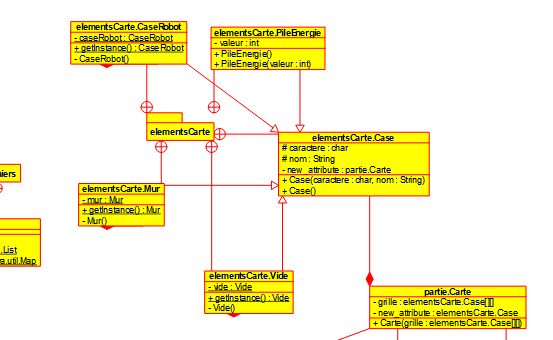 elementsCarte.CaseRobot
- caseRobot : CaseRobot
+ getInstance() : CaseRobot
- CaseRobot()
elementsCarte.PileEnergie
- valeur : int
+ PileEnergie()
+ PileEnergie(valeur : int)
elementsCarte
elementsCarte.Case
# caractere : char
# nom : String
- new_attribute : partie.Carte
+ Case(caractere : char, nom : String)
+ Case()
niers
elementsCarte.Mur
- mur : Mur
+ getInstance() : Mur
- Mur()
.List
va.util.Map
elementsCarte.Vide
- vide : Vide
+ getInstance() : Vide
- Vide()
partie.Carte
- grille : elementsCarte.Case[][]
- new_attribute : elementsCarte.Case
+ Carte(grille : elementsCarte.Case[][])